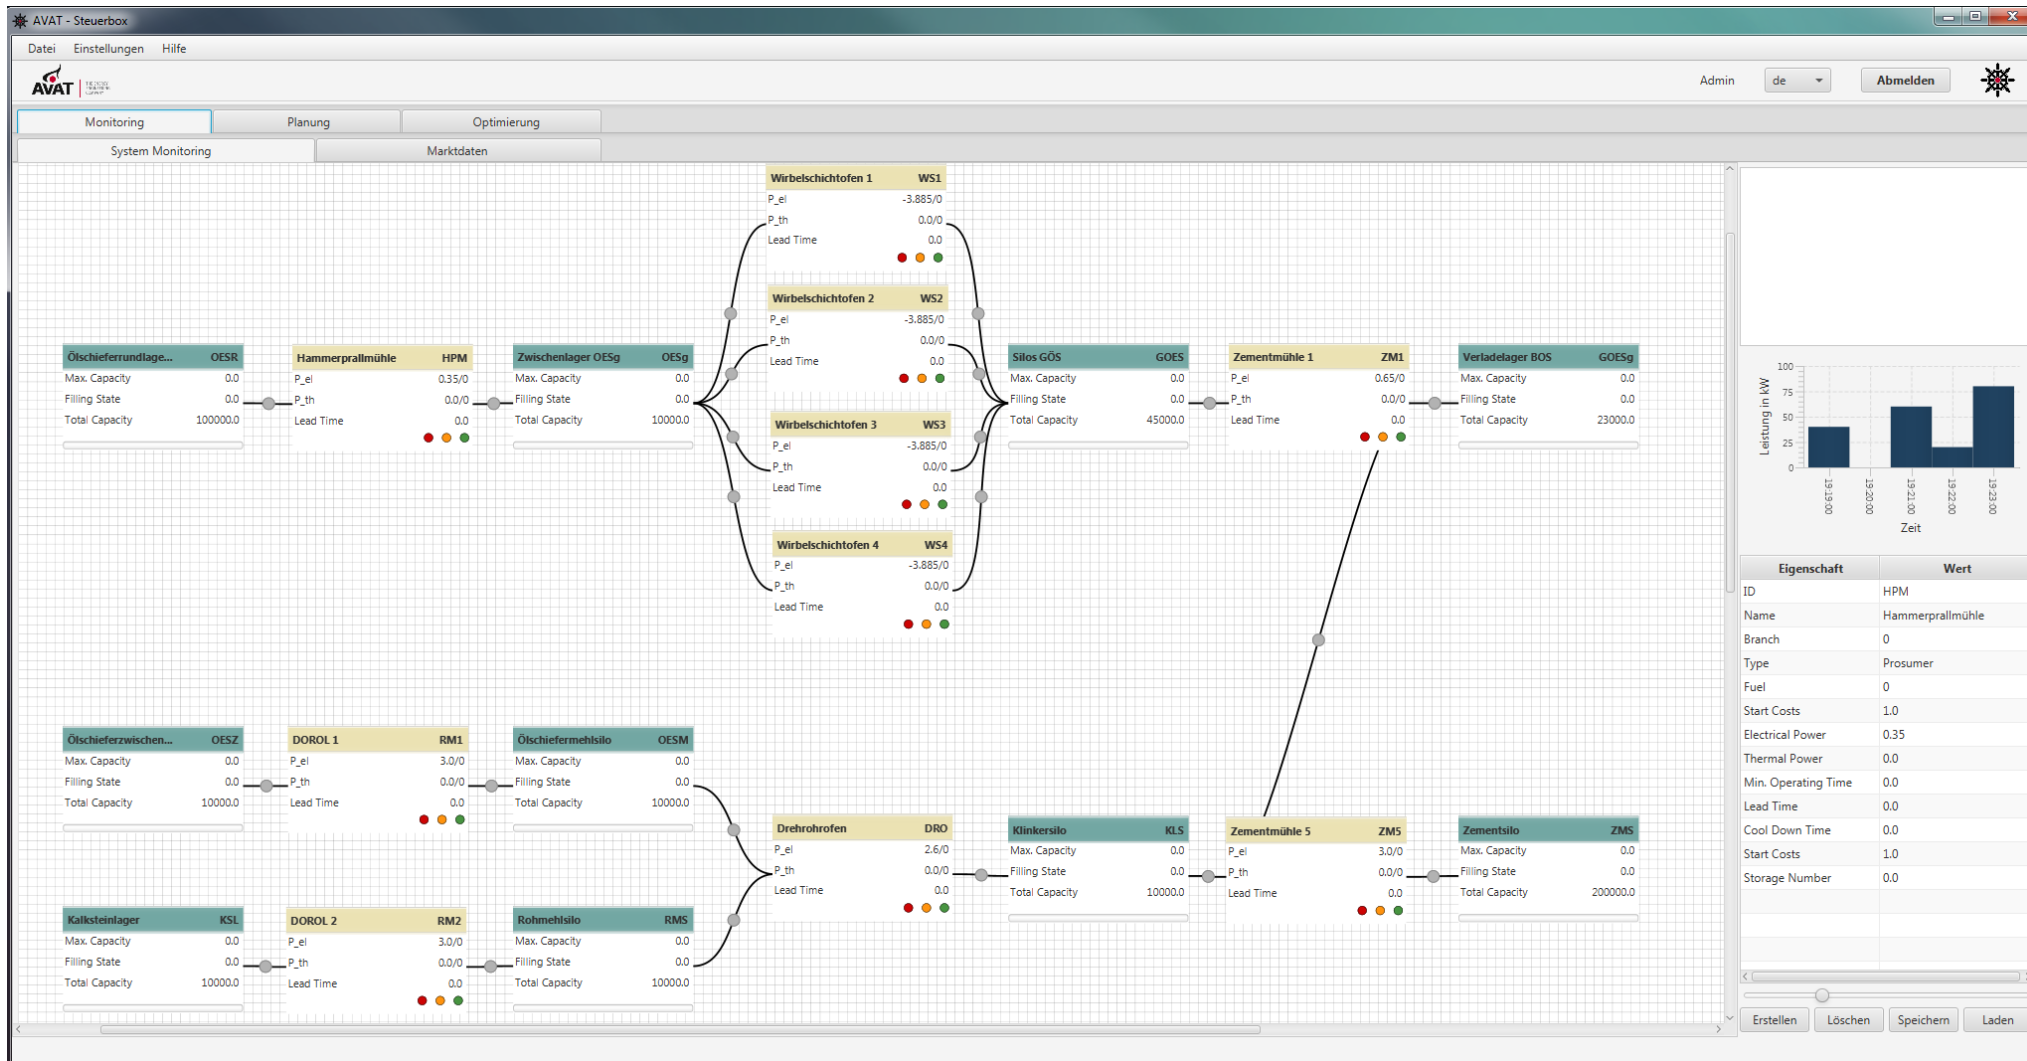 AVAT - Steuerbox
Datei Einstellungen Hilfe
AVAT
Admin de Abmelden
Monitoring Planung Optimierung
System Monitoring Marktdaten
Wirbelschichtofen 1 WS1
P_el -3.885/0
P_th 0.0/0
Lead Time 0.0
Wirbelschichtofen 2 WS2
P_el -3.885/0
P_th 0.0/0
Lead Time 0.0
Ölschieferrundlage... OESR
Max. Capacity 0.0
Filling State 0.0
Total Capacity 100000.0
Hammerprallmühle HPM
P_el 0.35/0
P_th 0.0/0
Lead Time 0.0
Zwischenlager OESg OESg
Max. Capacity 0.0
Filling State 0.0
Total Capacity 10000.0
Wirbelschichtofen 3 WS3
P_el -3.885/0
P_th 0.0/0
Lead Time 0.0
Wirbelschichtofen 4 WS4
P_el -3.885/0
P_th 0.0/0
Lead Time 0.0
Silos GÖS GOES
Max. Capacity 0.0
Filling State 0.0
Total Capacity 45000.0
Zementmühle 1 ZM1
P_el 0.65/0
P_th 0.0/0
Lead Time 0.0
Verladelager BOS GOESg
Max. Capacity 0.0
Filling State 0.0
Total Capacity 23000.0
Ölschieferzwischen... OESZ
Max. Capacity 0.0
Filling State 0.0
Total Capacity 10000.0
DOROL 1 RM1
P_el 3.0/0
P_th 0.0/0
Lead Time 0.0
Ölschiefermehlsilo OESM
Max. Capacity 0.0
Filling State 0.0
Total Capacity 10000.0
Drehrohrofen DRO
P_el 2.6/0
P_th 0.0/0
Lead Time 0.0
Klinkersilo KLS
Max. Capacity 0.0
Filling State 0.0
Total Capacity 10000.0
Zementmühle 5 ZM5
P_el 3.0/0
P_th 0.0/0
Lead Time 0.0
Zementsilo ZMS
Max. Capacity 0.0
Filling State 0.0
Total Capacity 200000.0
Kalksteinlager KSL
Max. Capacity 0.0
Filling State 0.0
Total Capacity 10000.0
DOROL 2 RM2
P_el 3.0/0
P_th 0.0/0
Lead Time 0.0
Rohmehlsilo RMS
Max. Capacity 0.0
Filling State 0.0
Total Capacity 10000.0
Leistung in kW
100
75
50
25
0
19:19:00 19:20:00 19:21:00 19:22:00 19:23:00
Zeit
Eigenschaft Wert
ID HPM
Name Hammerprallmühle
Branch 0
Type Prosumer
Fuel 0
Start Costs 1.0
Electrical Power 0.35
Thermal Power 0.0
Min. Operating Time 0.0
Lead Time 0.0
Cool Down Time 0.0
Start Costs 1.0
Storage Number 0.0
Erstellen Löschen Speichern Laden